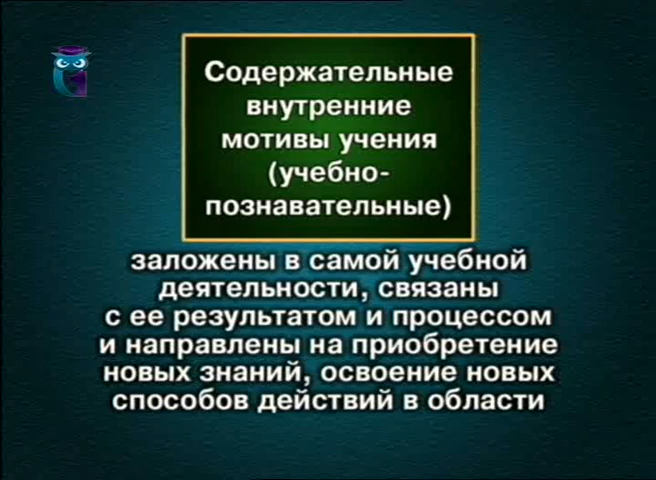 Содержательные
внутренние
мотивы учения
(учебно-
познавательные)
заложены в самой учебной
деятельности, связаны
с ее результатом и процессом
и направлены на приобретение
новых знаний, освоение новых
способов действий в области